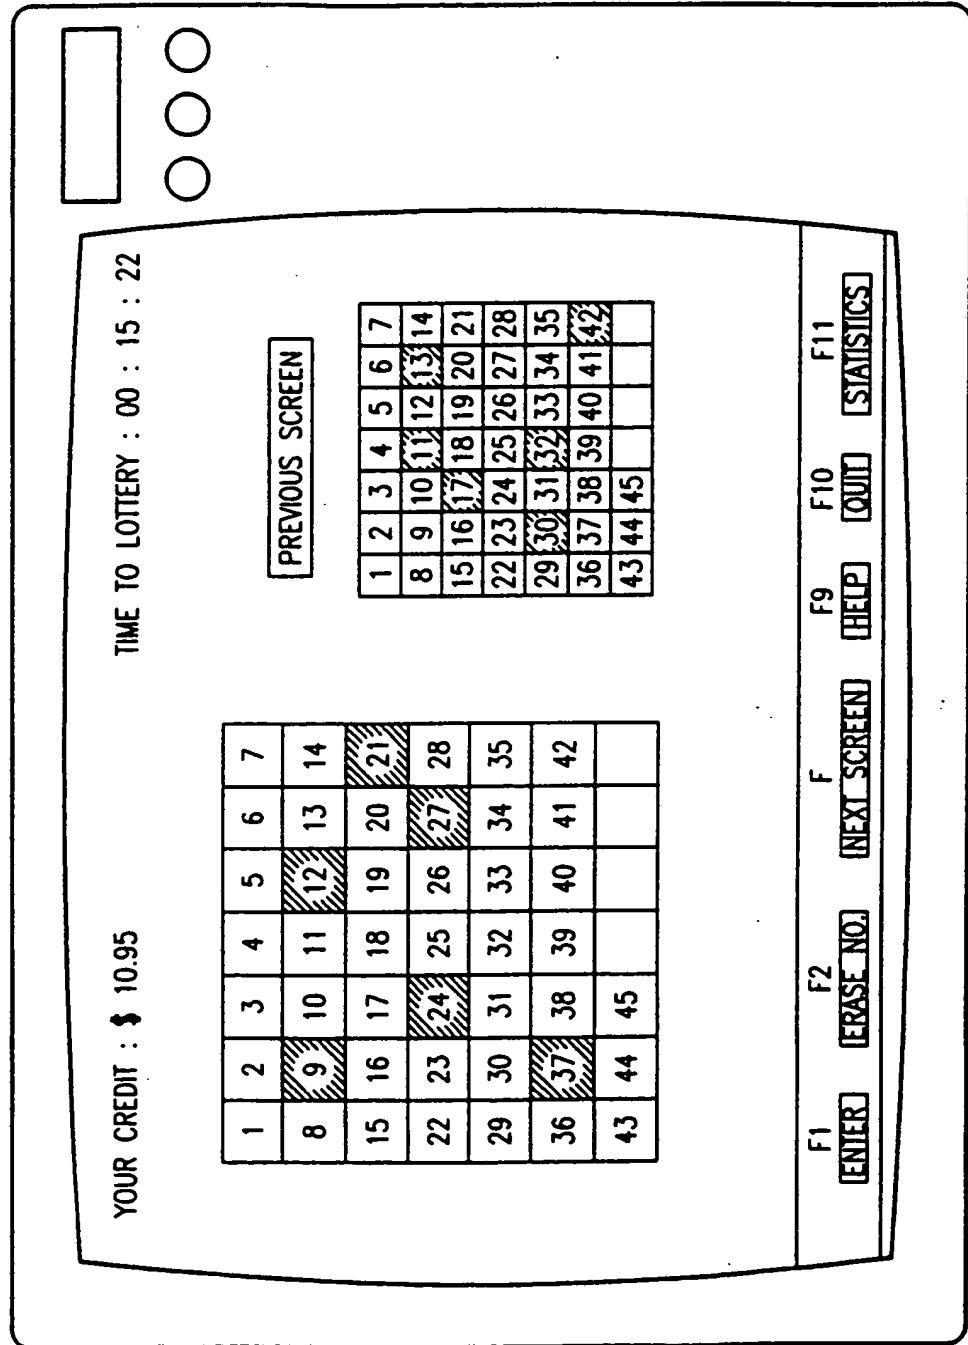 YOUR CREDIT : $ 10.95
TIME TO LOTTERY : 00 : 15 : 22
1 2 3 4 5 6 7
8 9 10 11 12 13 14
15 16 17 18 19 20 21
22 23 24 25 26 27 28
29 30 31 32 33 34 35
36 37 38 39 40 41 42
43 44 45
PREVIOUS SCREEN
1 2 3 4 5 6 7
8 9 10 11 12 13 14
15 16 17 18 19 20 21
22 23 24 25 26 27 28
29 30 31 32 33 34 35
36 37 38 39 40 41 42
43 44 45
F1 F2 F F9 F10 F11
ENTER ERASE NO. NEXT SCREEN HELP QUIT STATISTICS